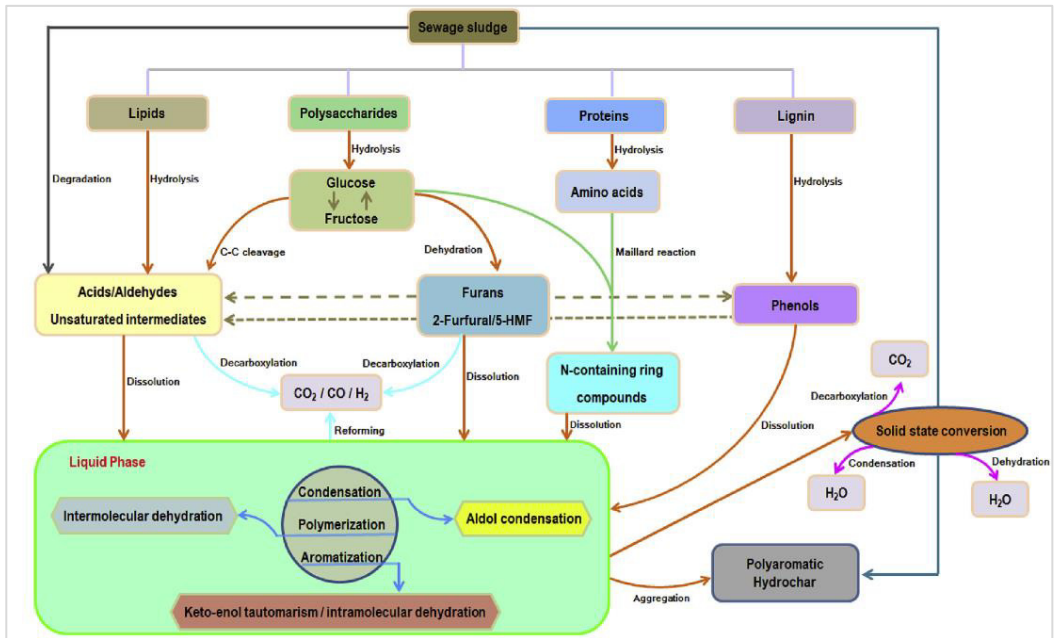 Sewage sludge
Lipids
Polysaccharides
Proteins
Lignin
Degradation
Hydrolysis
Hydrolysis
Hydrolysis
Hydrolysis
Glucose
Fructose
Amino acids
C-C cleavage
Dehydration
Maillard reaction
Acids/Aldehydes
Unsaturated intermediates
Furans
2-Furfural/5-HMF
Phenols
Decarboxylation
Decarboxylation
Dissolution
CO₂ / CO / H₂
Dissolution
N-containing ring
compounds
CO₂
Decarboxylation
Reforming
Dissolution
Dissolution
Solid state conversion
Liquid Phase
Condensation
Dehydration
H₂O
H₂O
Condensation
Intermolecular dehydration
Polymerization
Aldol condensation
Aromatization
Polyaromatic
Hydrochar
Aggregation
Keto-enol tautomarism / intramolecular dehydration